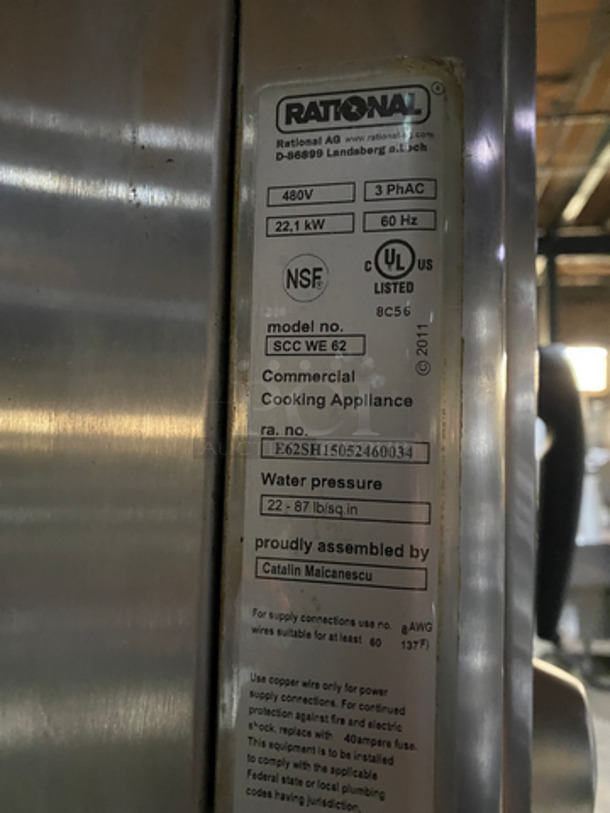 RATIONAL ®
Rational AG www.rational-ag.com
D-86899 Landsberg a.Lech
480V 3 PhAC
22,1 kW 60 Hz
NSF® C UL US
LISTED
8C56
model no.
SCC WE 62
© 2011
Commercial
Cooking Appliance
ra. no.
E62SH15052460034
Water pressure
22 - 87 lb/sq.in
proudly assembled by
Catalin Maicanescu
For supply connections use no. 8 AWG
wires suitable for at least 60 137°F)
Use copper wire only for power
supply connections. For continued
protection against fire and electric
shock, replace with 40ampere fuse.
This equipment is to be installed
to comply with the applicable
Federal state or local plumbing
codes having jurisdiction.